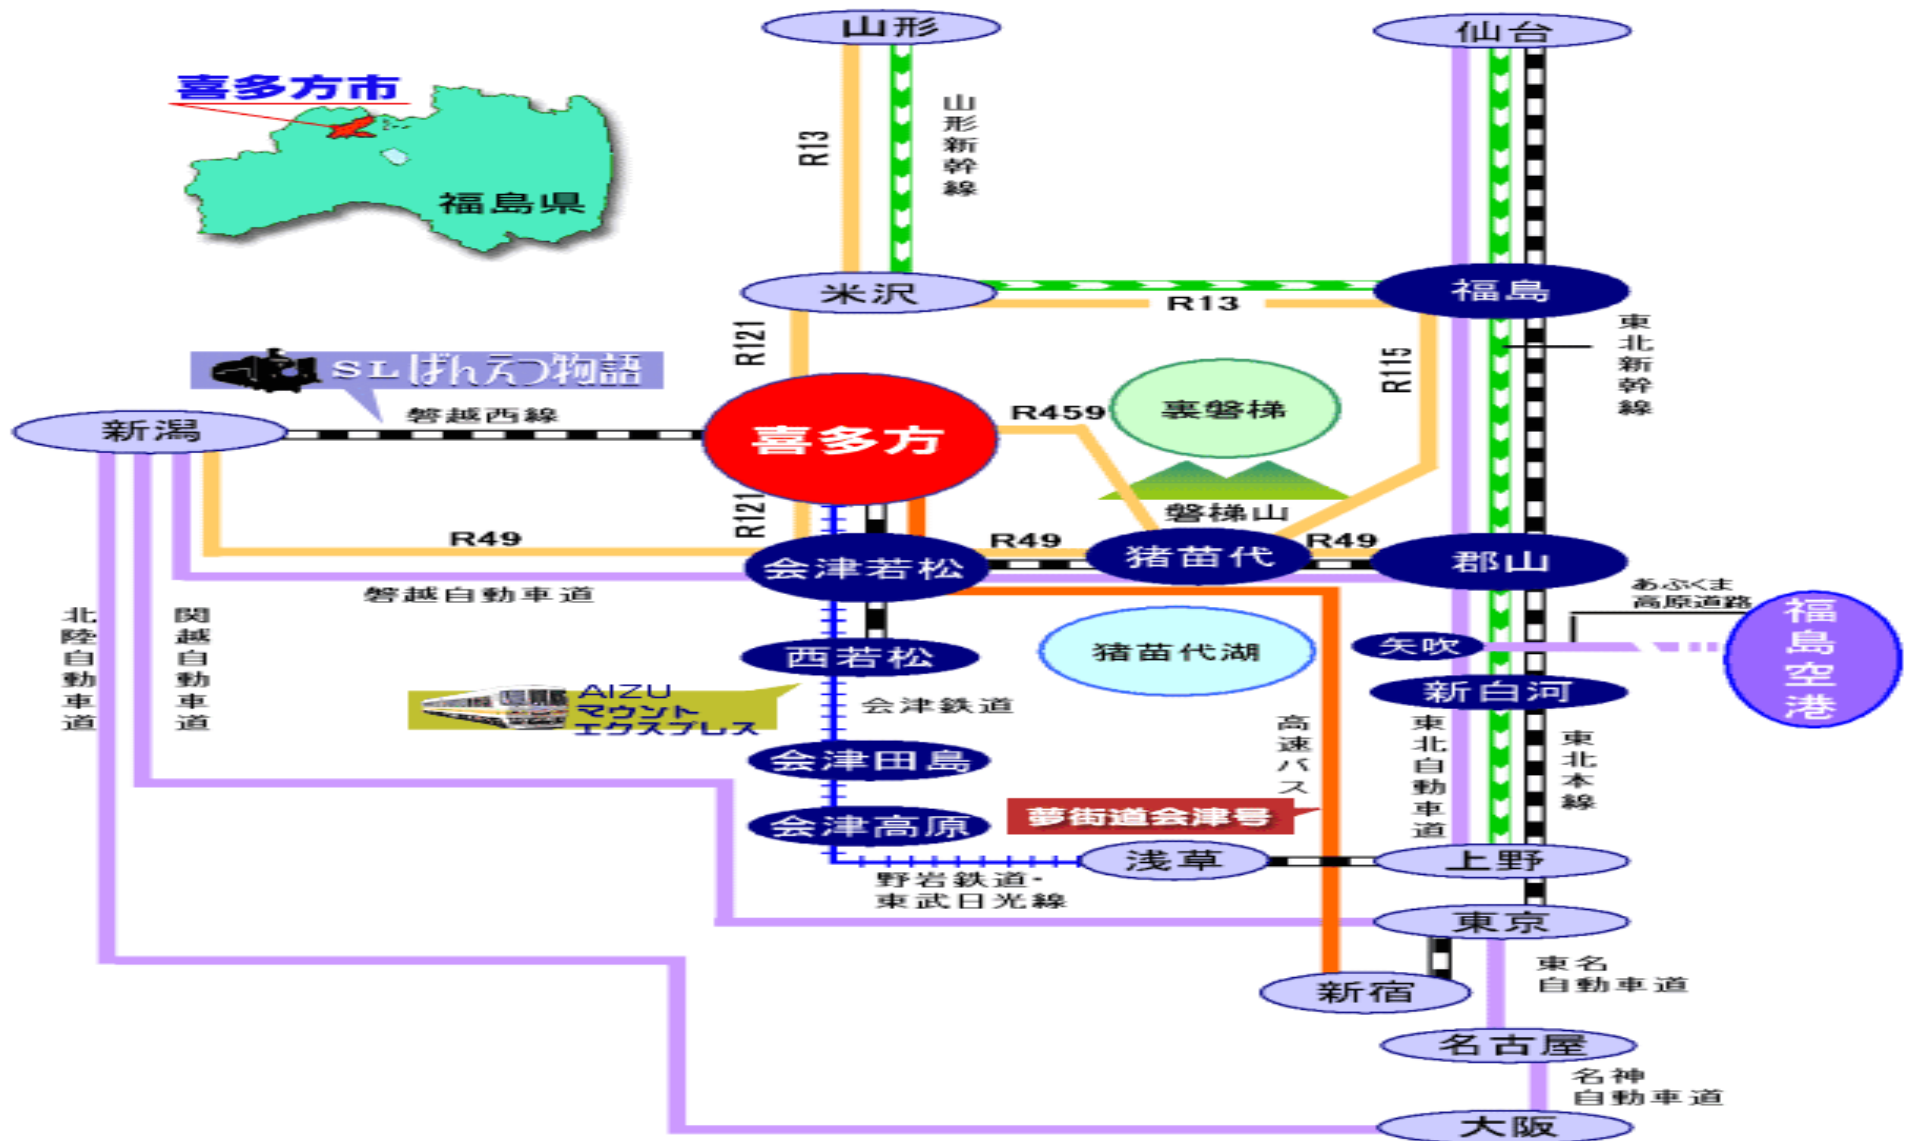 山形
仙台
喜多方市
福島県
R13
山形新幹線
米沢
R13
福島
東北新幹線
R121
R115
SLばんえつ物語
磐越西線
新潟
喜多方
R459
裏磐梯
磐梯山
R121
R49
R49
R49
会津若松
猪苗代
郡山
磐越自動車道
あぶくま
高原道路
福島空港
北陸自動車道
関越自動車道
西若松
猪苗代湖
矢吹
新白河
AIZU
マウント
エクスプレス
会津鉄道
高速バス
東北自動車道
東北本線
会津田島
会津高原
夢街道会津号
浅草
上野
野岩鉄道・
東武日光線
東京
東名
自動車道
新宿
名古屋
名神
自動車道
大阪